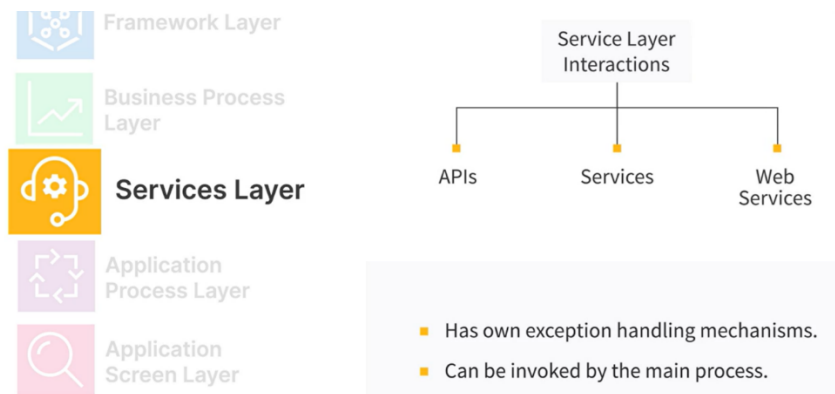 Framework Layer
Business Process
Layer
Services Layer
Application
Process Layer
Application
Screen Layer
Service Layer
Interactions
APIs
Services
Web
Services
Has own exception handling mechanisms.
Can be invoked by the main process.